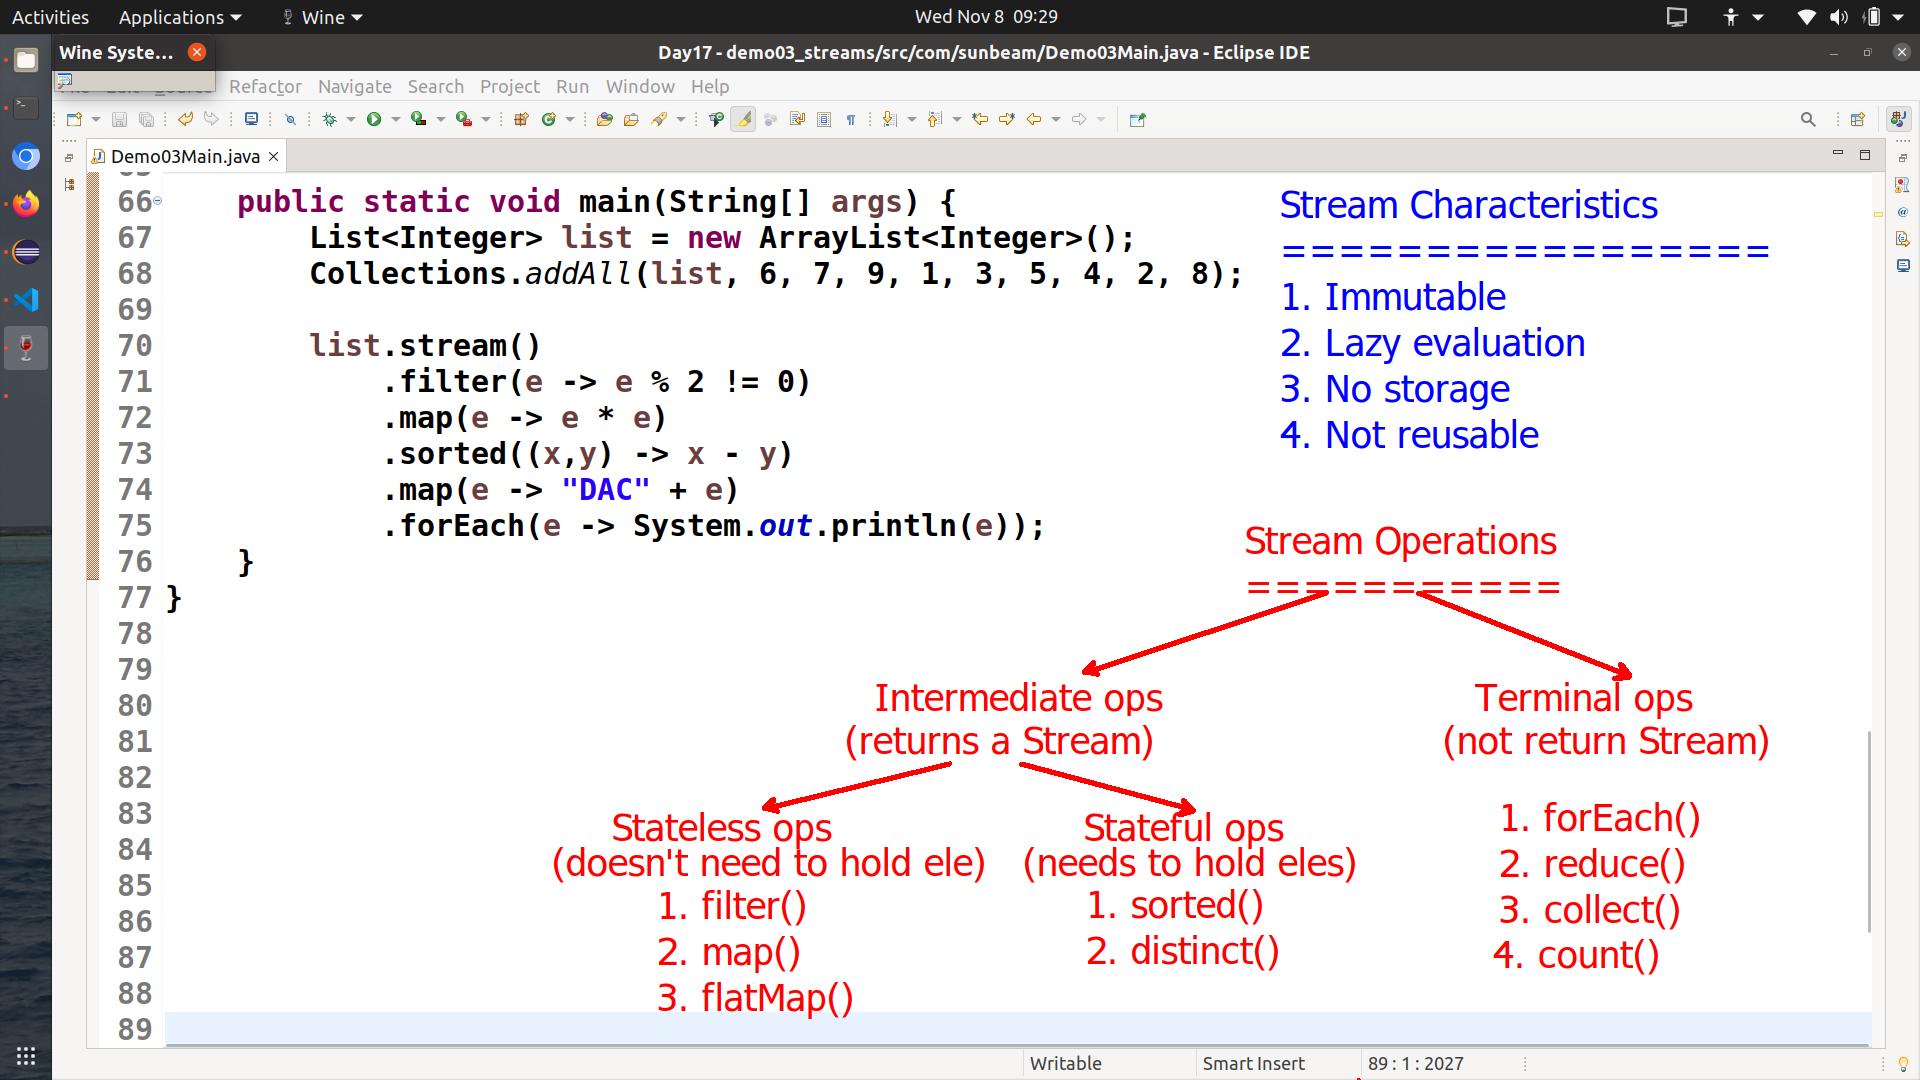 Activities Applications Wine Wed Nov 8 09:29
Wine Syste...
Day17 - demo03_streams/src/com/sunbeam/Demo03Main.java - Eclipse IDE
Refactor Navigate Search Project Run Window Help
Demo03Main.java
66 public static void main(String[] args) {
67 List<Integer> list = new ArrayList<Integer>();
68 Collections.addAll(list, 6, 7, 9, 1, 3, 5, 4, 2, 8);
69
70 list.stream()
71 .filter(e -> e % 2 != 0)
72 .map(e -> e * e)
73 .sorted((x,y) -> x - y)
74 .map(e -> "DAC" + e)
75 .forEach(e -> System.out.println(e));
76 }
77 }
78
79
80
81
82
83
84
85
86
87
88
89
Stream Characteristics
=================
1. Immutable
2. Lazy evaluation
3. No storage
4. Not reusable
Stream Operations
===========
Intermediate ops
(returns a Stream)
Terminal ops
(not return Stream)
Stateless ops
(doesn't need to hold ele)
1. filter()
2. map()
3. flatMap()
Stateful ops
(needs to hold eles)
1. sorted()
2. distinct()
1. forEach()
2. reduce()
3. collect()
4. count()
Writable Smart Insert 89 : 1 : 2027